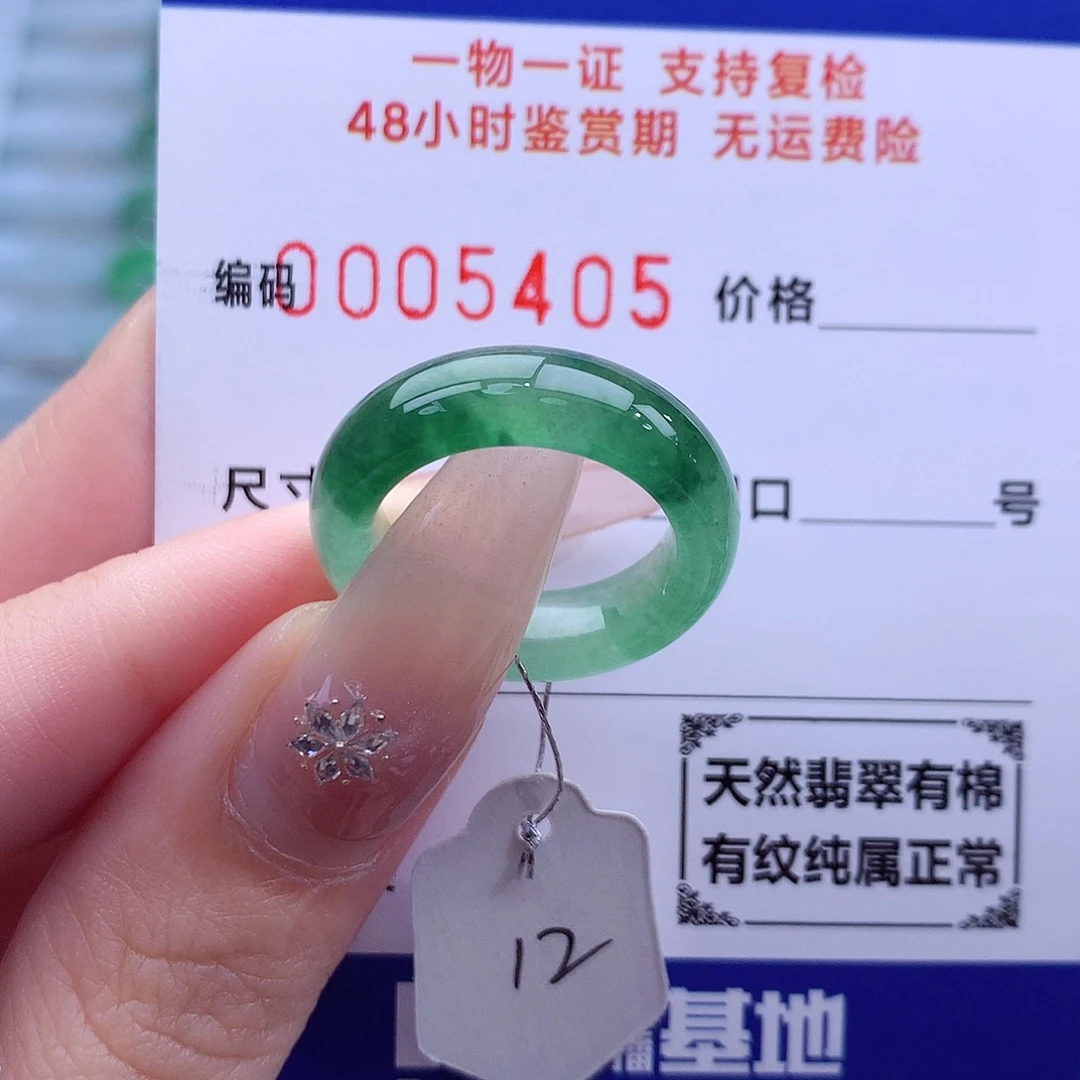 一物一证 支持复检
48小时鉴赏期 无运费险
编码0005405 价格
尺寸 口 号
天然翡翠有棉
有纹纯属正常
12
播基地